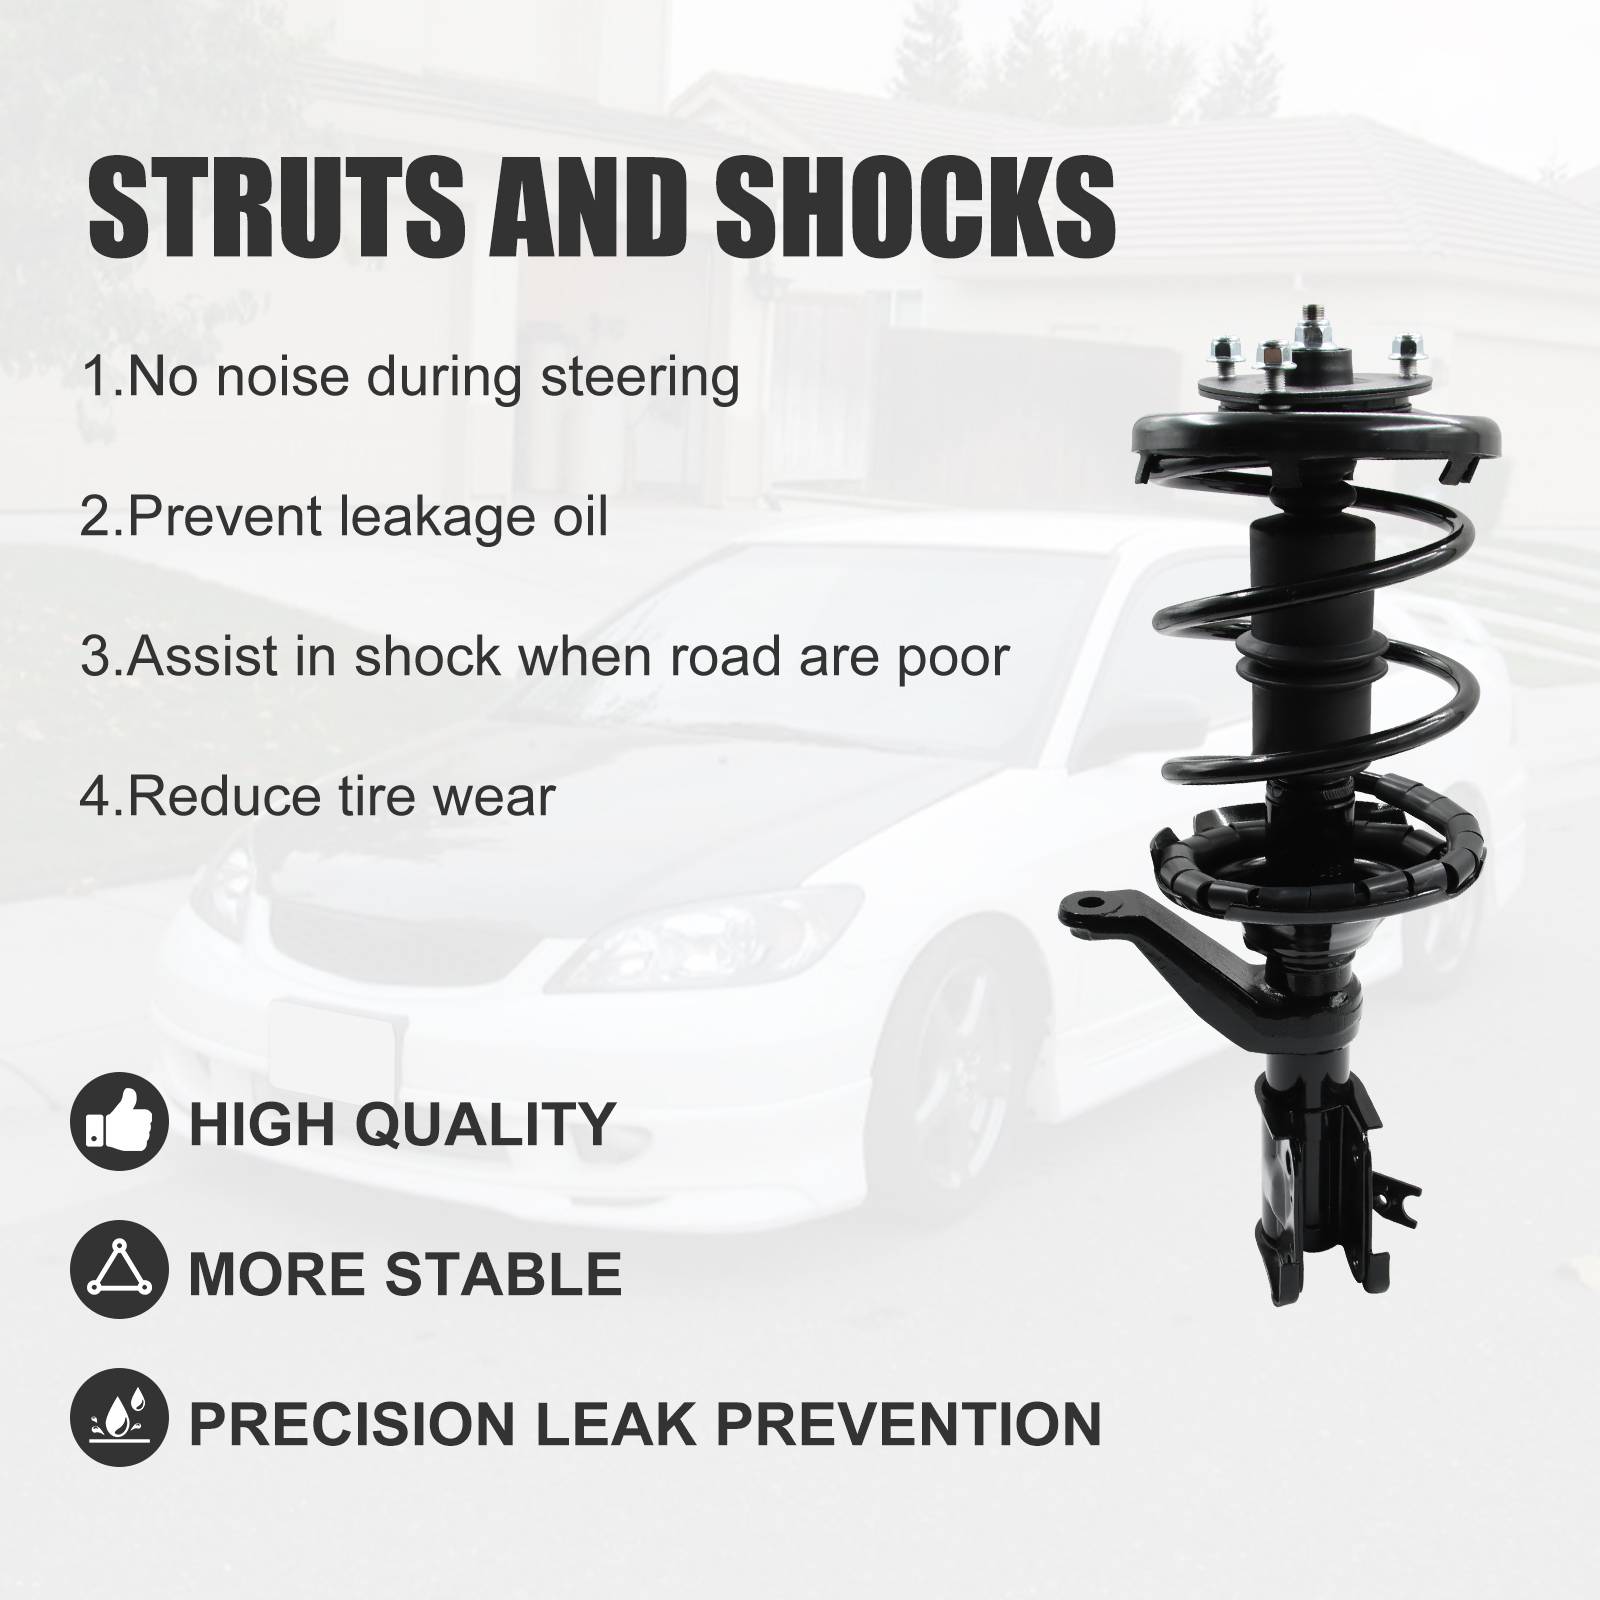 STRUTS AND SHOCKS
1.No noise during steering
2.Prevent leakage oil
3.Assist in shock when road are poor
4.Reduce tire wear
HIGH QUALITY
MORE STABLE
PRECISION LEAK PREVENTION